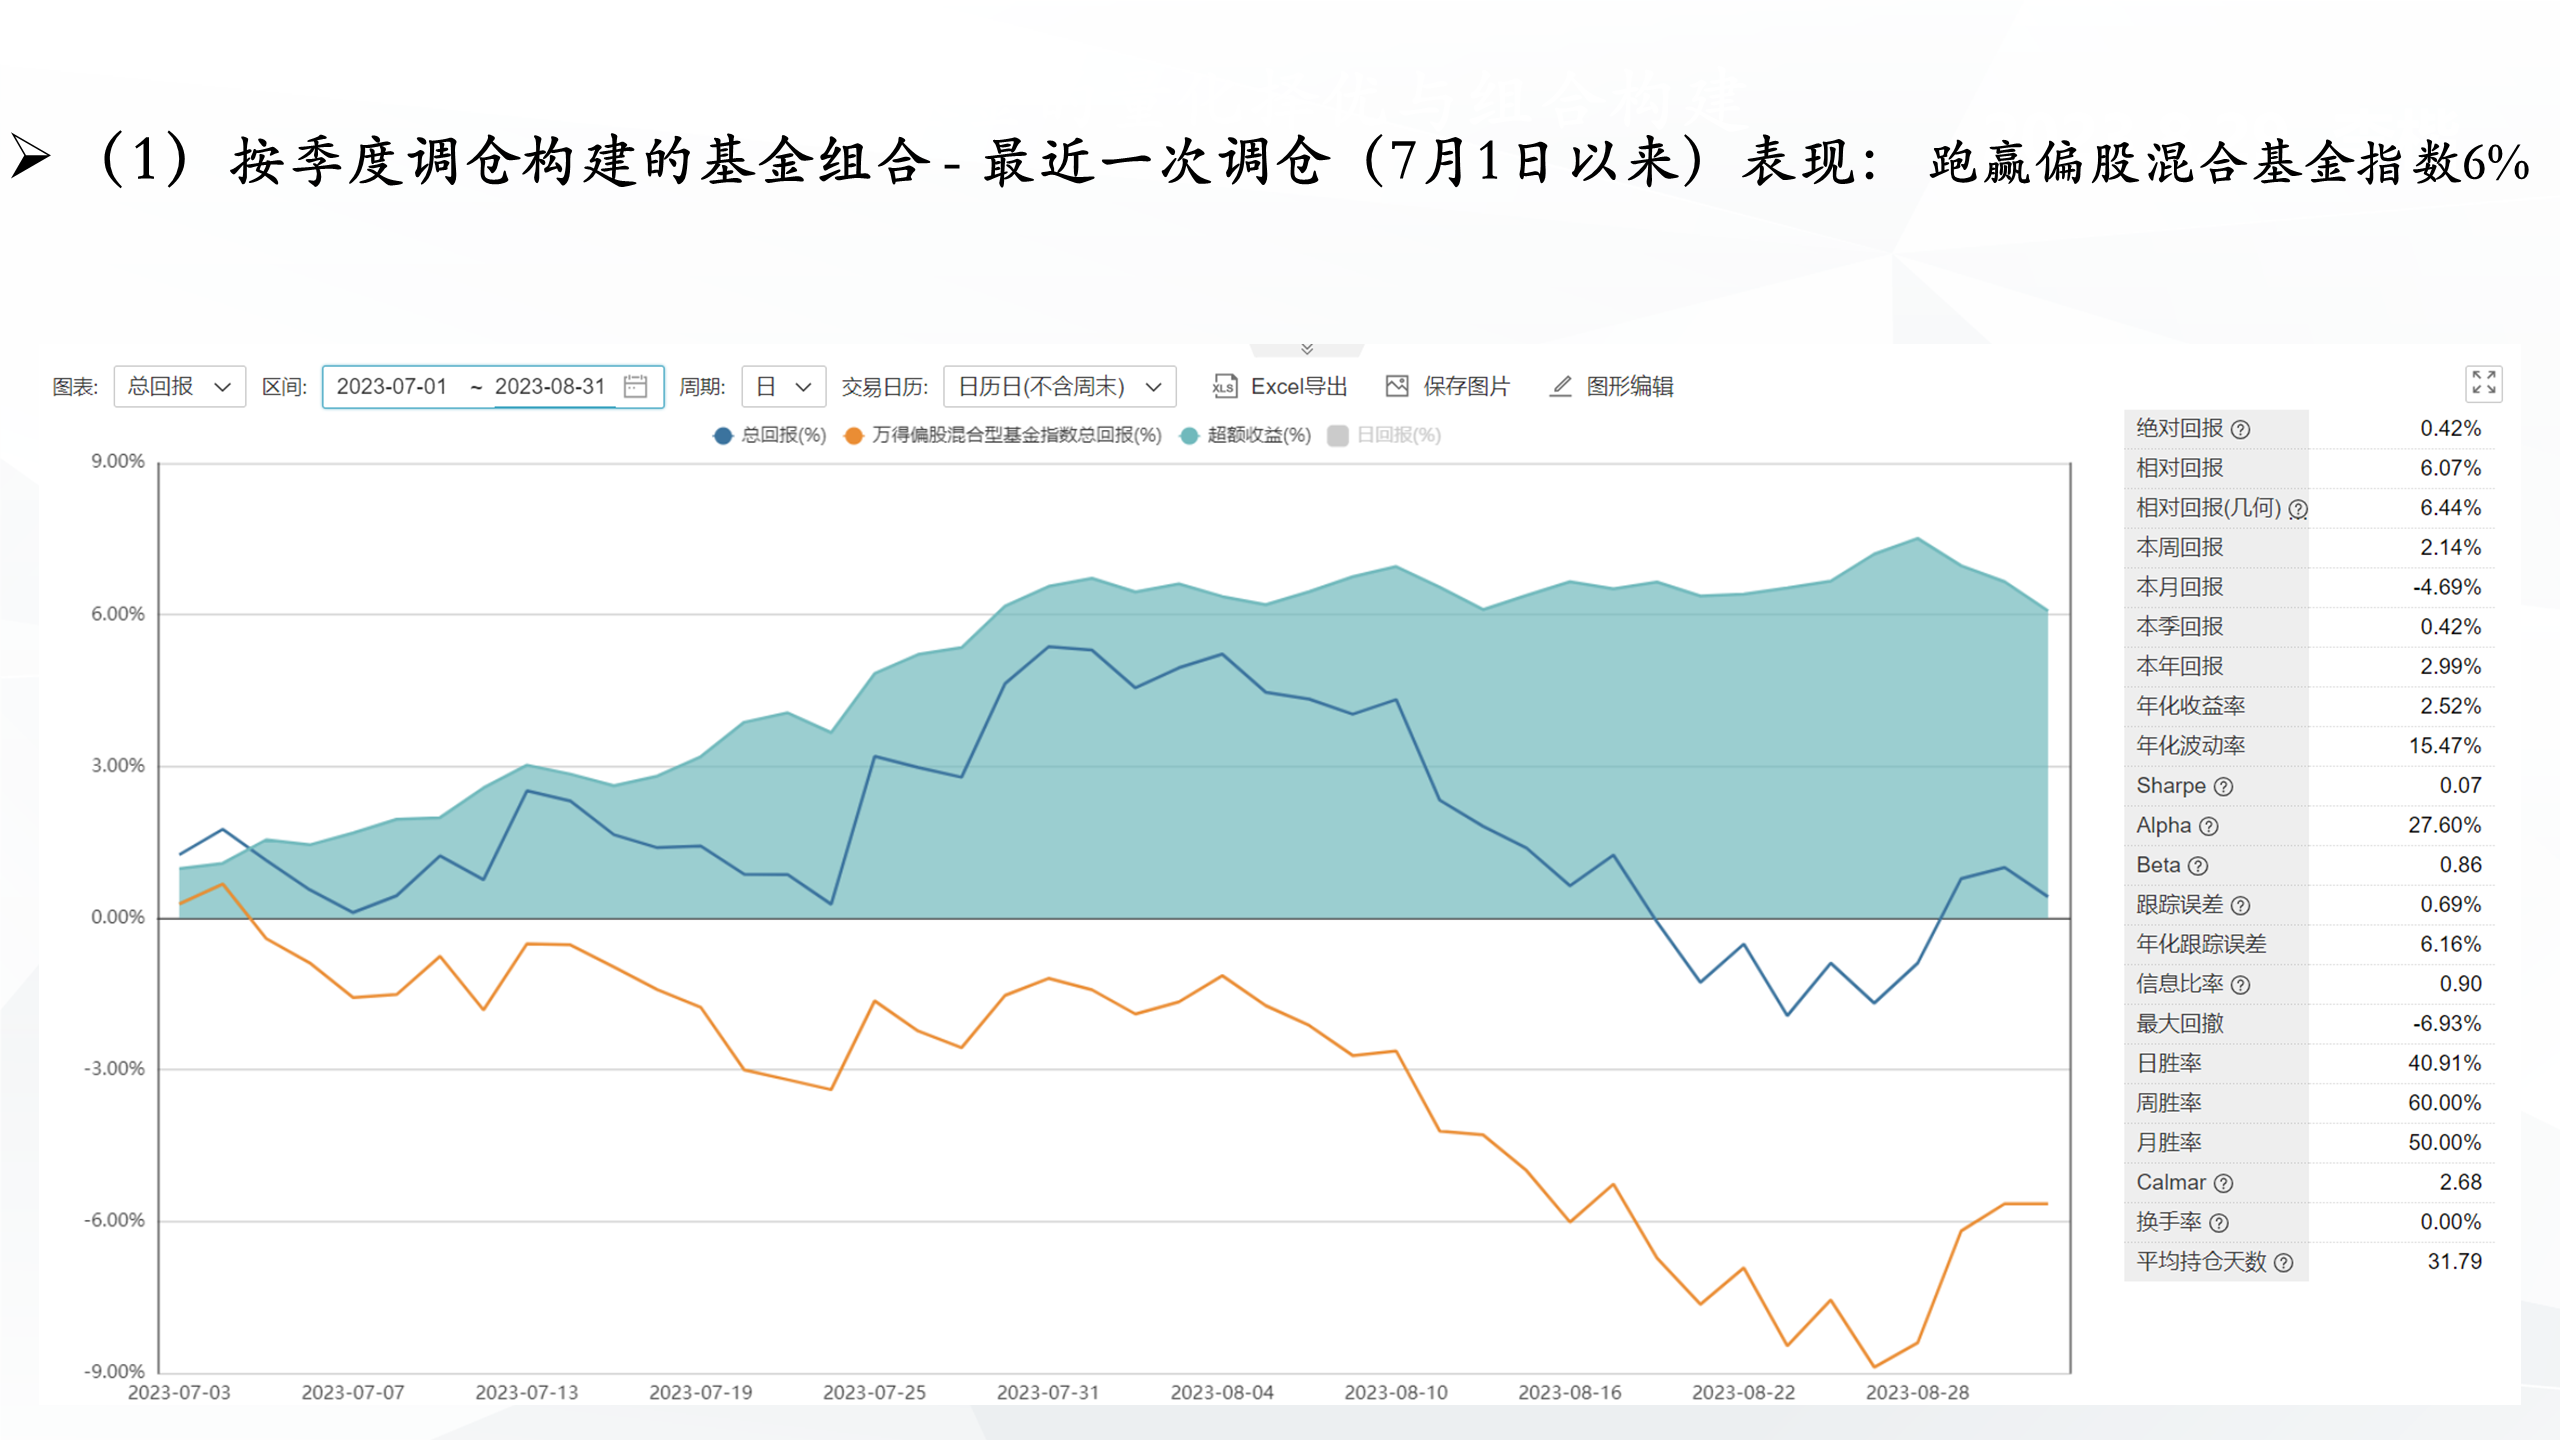 化择优与组合构建
➢ （1）按季度调仓构建的基金组合 - 最近一次调仓（7月1日以来）表现： 跑赢偏股混合基金指数6%
图表: 总回报 区间: 2023-07-01 ~ 2023-08-31 周期: 日 交易日历: 日历日(不含周末) Excel导出 保存图片 图形编辑
总回报(%) 万得偏股混合型基金指数总回报(%) 超额收益(%) 日回报(%)
9.00%
6.00%
3.00%
0.00%
-3.00%
-6.00%
-9.00%
2023-07-03 2023-07-07 2023-07-13 2023-07-19 2023-07-25 2023-07-31 2023-08-04 2023-08-10 2023-08-16 2023-08-22 2023-08-28
绝对回报 0.42%
相对回报 6.07%
相对回报(几何) 6.44%
本周回报 2.14%
本月回报 -4.69%
本季回报 0.42%
本年回报 2.99%
年化收益率 2.52%
年化波动率 15.47%
Sharpe 0.07
Alpha 27.60%
Beta 0.86
跟踪误差 0.69%
年化跟踪误差 6.16%
信息比率 0.90
最大回撤 -6.93%
日胜率 40.91%
周胜率 60.00%
月胜率 50.00%
Calmar 2.68
换手率 0.00%
平均持仓天数 31.79